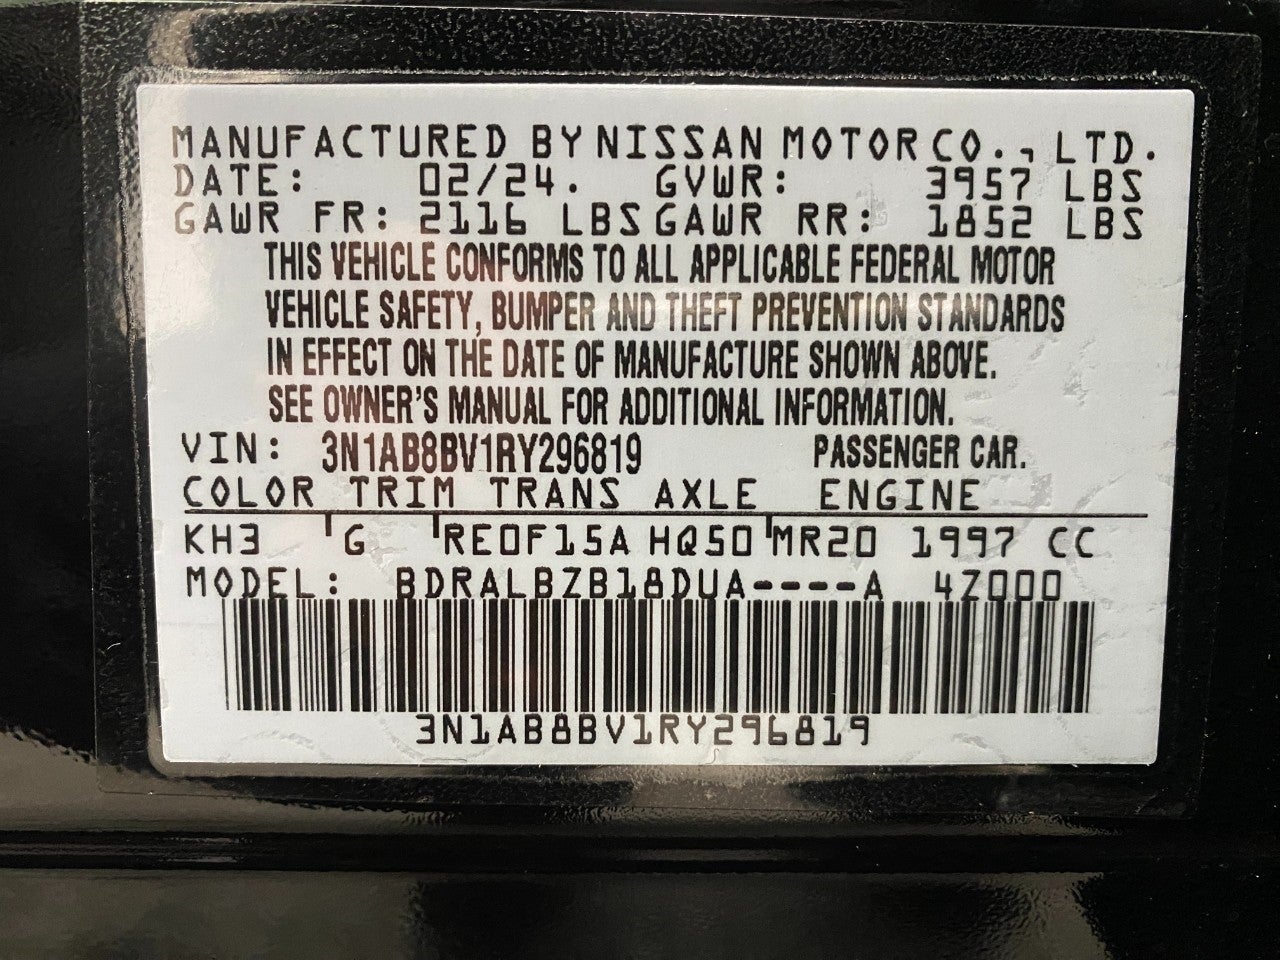 MANUFACTURED BY NISSAN MOTOR CO., LTD.
DATE: 02/24. GVWR: 3957 LBS
GAWR FR: 2116 LBS GAWR RR: 1852 LBS
THIS VEHICLE CONFORMS TO ALL APPLICABLE FEDERAL MOTOR
VEHICLE SAFETY, BUMPER AND THEFT PREVENTION STANDARDS
IN EFFECT ON THE DATE OF MANUFACTURE SHOWN ABOVE.
SEE OWNER'S MANUAL FOR ADDITIONAL INFORMATION.
VIN: 3N1AB8BV1RY296819 PASSENGER CAR.
COLOR TRIM TRANS AXLE ENGINE
KH3 G RE0F15A HQ50 MR20 1997 CC
MODEL: BDRALBZB18DUA----A 4Z000
3N1AB8BV1RY296819